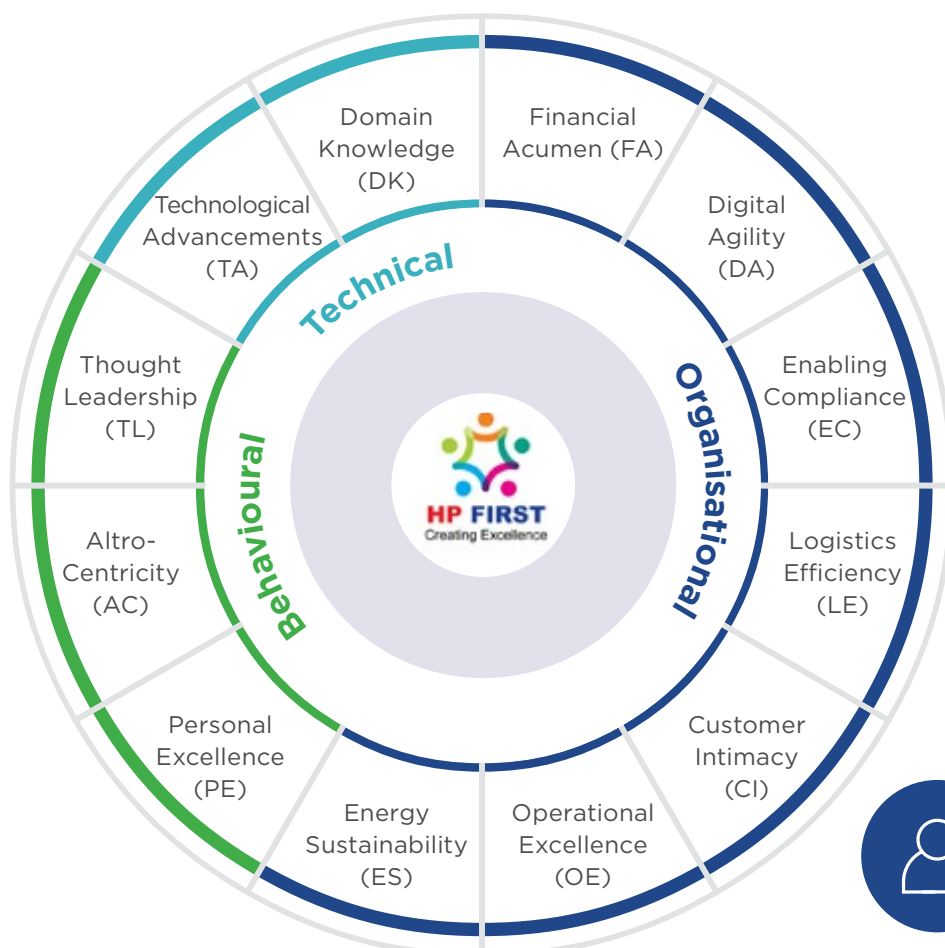 Domain
Knowledge
(DK)
Financial
Acumen (FA)
Technological
Advancements
(TA)
Digital
Agility
(DA)
Technical
Thought
Leadership
(TL)
Enabling
Compliance
(EC)
Behavioural
Organisational
HP FIRST
Creating Excellence
Altro-
Centricity
(AC)
Logistics
Efficiency
(LE)
Personal
Excellence
(PE)
Customer
Intimacy
(CI)
Energy
Sustainability
(ES)
Operational
Excellence
(OE)